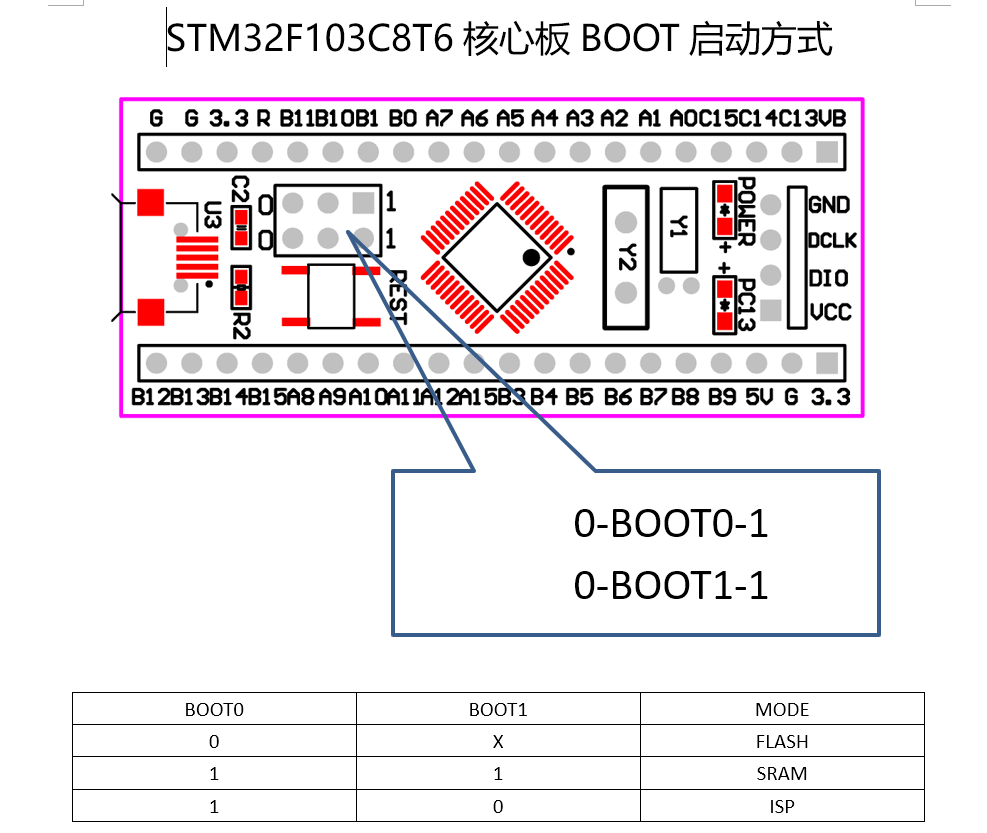 STM32F103C8T6 核心板 BOOT 启动方式
G G 3.3 R B11 B10 B1 B0 A7 A6 A5 A4 A3 A2 A1 A0 C15 C14 C13 VB
C2
U3
R2
0 1
0 1
REST
Y2
Y1
POWER
PC13
GND
DCLK
DIO
VCC
B12 B13 B14 B15 A8 A9 A10 A11 A12 A15 B3 B4 B5 B6 B7 B8 B9 5V G 3.3
0-BOOT0-1
0-BOOT1-1
BOOT0 BOOT1 MODE
0 X FLASH
1 1 SRAM
1 0 ISP